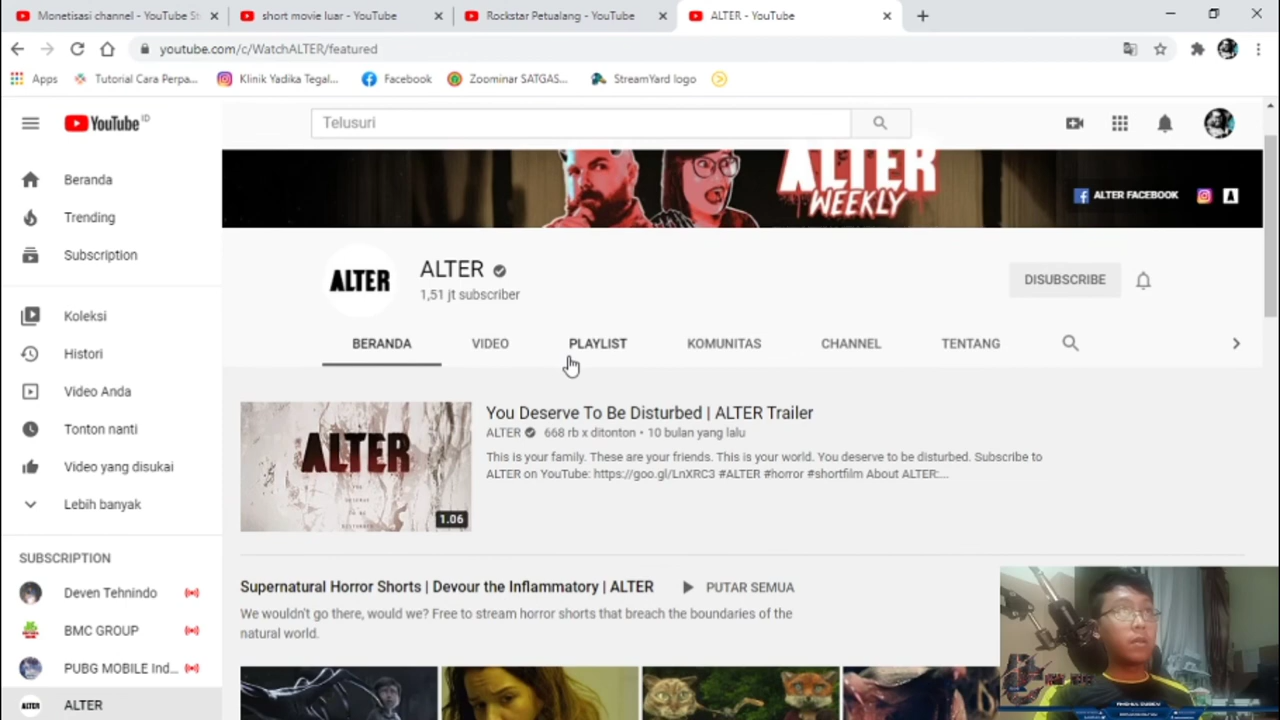 Monetisasi channel - YouTube St
short movie luar - YouTube
Rockstar Petualang - YouTube
ALTER - YouTube
youtube.com/c/WatchALTER/featured
Apps
Tutorial Cara Perpa...
Klinik Yadika Tegal...
Facebook
Zoominar SATGAS...
StreamYard logo
YouTube ID
Telusuri
Beranda
Trending
Subscription
Koleksi
Histori
Video Anda
Tonton nanti
Video yang disukai
Lebih banyak
SUBSCRIPTION
Deven Tehnindo
BMC GROUP
PUBG MOBILE Ind...
ALTER
ALTER
WEEKLY
ALTER FACEBOOK
ALTER
ALTER
1,51 jt subscriber
DISUBSCRIBE
BERANDA
VIDEO
PLAYLIST
KOMUNITAS
CHANNEL
TENTANG
ALTER
1.06
You Deserve To Be Disturbed | ALTER Trailer
ALTER 668 rb x ditonton • 10 bulan yang lalu
This is your family. These are your friends. This is your world. You deserve to be disturbed. Subscribe to
ALTER on YouTube: https://goo.gl/LnXRC3 #ALTER #horror #shortfilm About ALTER:...
Supernatural Horror Shorts | Devour the Inflammatory | ALTER
PUTAR SEMUA
We wouldn't go there, would we? Free to stream horror shorts that breach the boundaries of the
natural world.